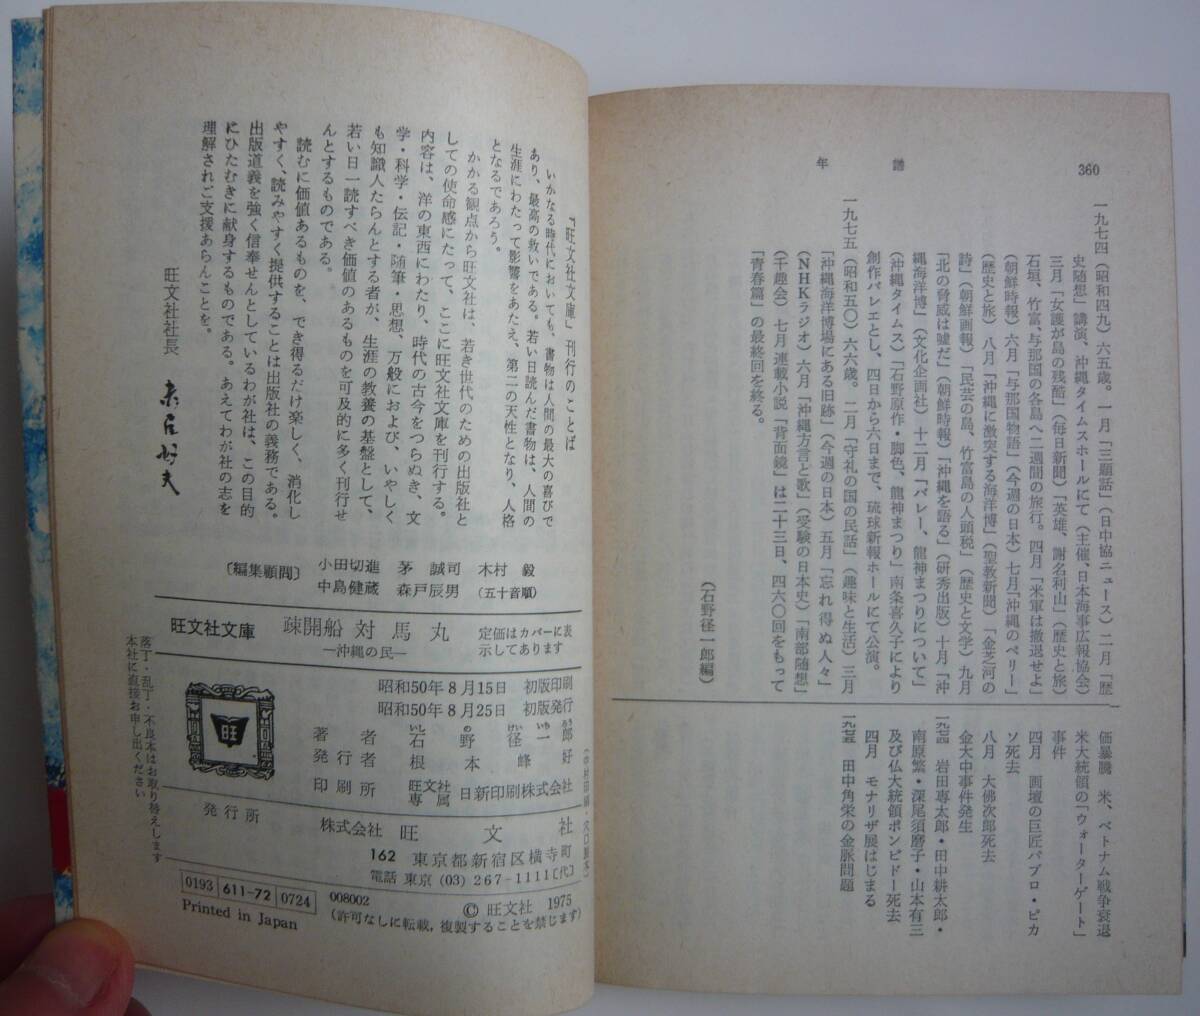 360
年譜
一九七四（昭和四九）六五歳。一月「三題話」（日中協ニュース）二月「歴
史随想」講演、沖縄タイムスホールにて（主催、日本海事広報協会）
三月「女護が島の残酷」（毎日新聞）「英雄、謝名利山」（歴史と旅）
石垣、竹富、与那国の各島へ二週間の旅行。四月「米軍は撤退せよ」
（朝鮮時報）六月「与那国物語」（今週の日本）七月「沖縄のペリー」
（歴史と旅）八月「沖縄に激突する海洋博」（聖教新聞）「金芝河の
詩」（朝鮮画報）「民芸の島、竹富島の人頭税」（歴史と文学）九月
「北の脅威は嘘だ」（朝鮮時報）「沖縄を語る」（研秀出版）十月「沖
縄海洋博」（文化企画社）十二月「バレー、龍神まつりについて」
（沖縄タイムス）「石野原作・脚色、龍神まつり」南条喜久子により
創作バレエとし、四日から六日まで、琉球新報ホールにて公演。
一九七五（昭和五〇）六六歳。二月「守礼の国の民話」（趣味と生活）三月
「沖縄海洋博場にある旧跡」（今週の日本）五月「忘れ得ぬ人々」
（ＮＨＫラジオ）六月「沖縄方言と歌」（受験の日本史）「南部随想」
（千趣会）七月連載小説「背面鏡」は二十三日、四六〇回をもって
「青春篇」の最終回を終る。
（石野径一郎編）
価暴騰　米、ベトナム戦争衰退
米大統領の「ウォーターゲート」
事件
四月　画壇の巨匠パブロ・ピカ
ソ死去
八月　大佛次郎死去
金大中事件発生
一九七四　岩田専太郎・田中耕太郎・
南原繁・深尾須磨子・山本有三
及び仏大統領ポンピドー死去
四月　モナリザ展はじまる
一九七五　田中角栄の金脈問題
『旺文社文庫』刊行のことば
いかなる時代においても、書物は人間の最大の喜びで
あり、最高の救いである。若い日読んだ書物は、人間の
生涯にわたって影響をあたえ、第二の天性となり、人格
となるであろう。
かかる観点から旺文社は、若き世代のための出版社と
しての使命感にたって、ここに旺文社文庫を刊行する。
内容は、洋の東西にわたり、時代の古今をつらぬき、文
学・科学・伝記・随筆・思想、万般におよび、いやしく
も知識人たらんとする者が、生涯の教養の基盤として、
若い日一読すべき価値のあるものを可及的に多く刊行せ
んとするものである。
読むに価値あるものを、でき得るだけ楽しく、消化し
やすく、読みやすく提供することは出版社の義務である。
出版道義を強く信奉せんとしているわが社は、この目的
にひたむきに献身するものである。あえてわが社の志を
理解されご支援あらんことを。
旺文社社長　赤尾好夫
〔編集顧問〕
小田切進　茅　誠司　木村　毅
中島健蔵　森戸辰男　（五十音順）
旺文社文庫　疎開船 対馬丸
—沖縄の民—
定価はカバーに表
示してあります
昭和50年8月15日　初版印刷
昭和50年8月25日　初版発行
著者　石野径一郎
いしのけいいちろう
発行者　根本峰好
印刷所　旺文社専属　日新印刷株式会社
発行所　株式会社　旺文社
162　東京都新宿区横寺町
電話 東京 (03) 267-1111〔代〕
旺
0193 611-72 0724　008002　© 旺文社 1975
Printed in Japan　（許可なしに転載, 複製することを禁じます）
落丁・乱丁・不良本はお取り替えします
本社に直接お申し出ください